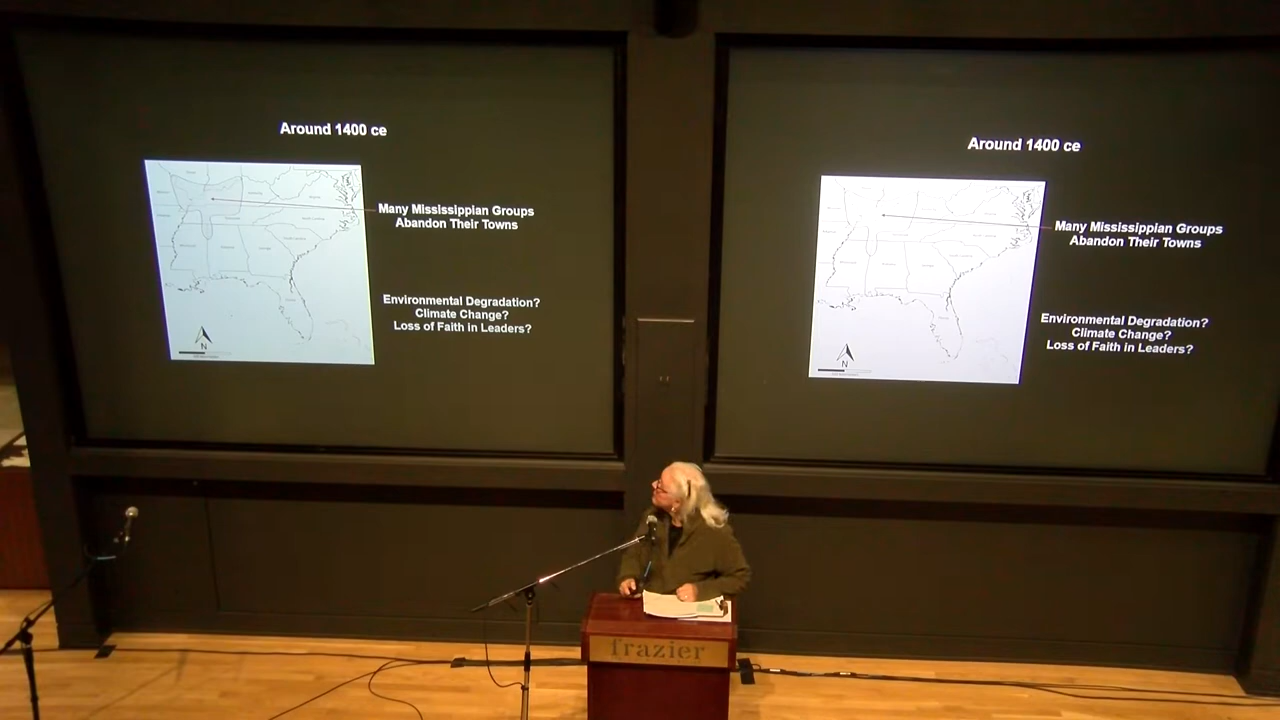 Around 1400 ce
Many Mississippian Groups
Abandon Their Towns
Environmental Degradation?
Climate Change?
Loss of Faith in Leaders?
N
Around 1400 ce
Many Mississippian Groups
Abandon Their Towns
Environmental Degradation?
Climate Change?
Loss of Faith in Leaders?
N
frazier